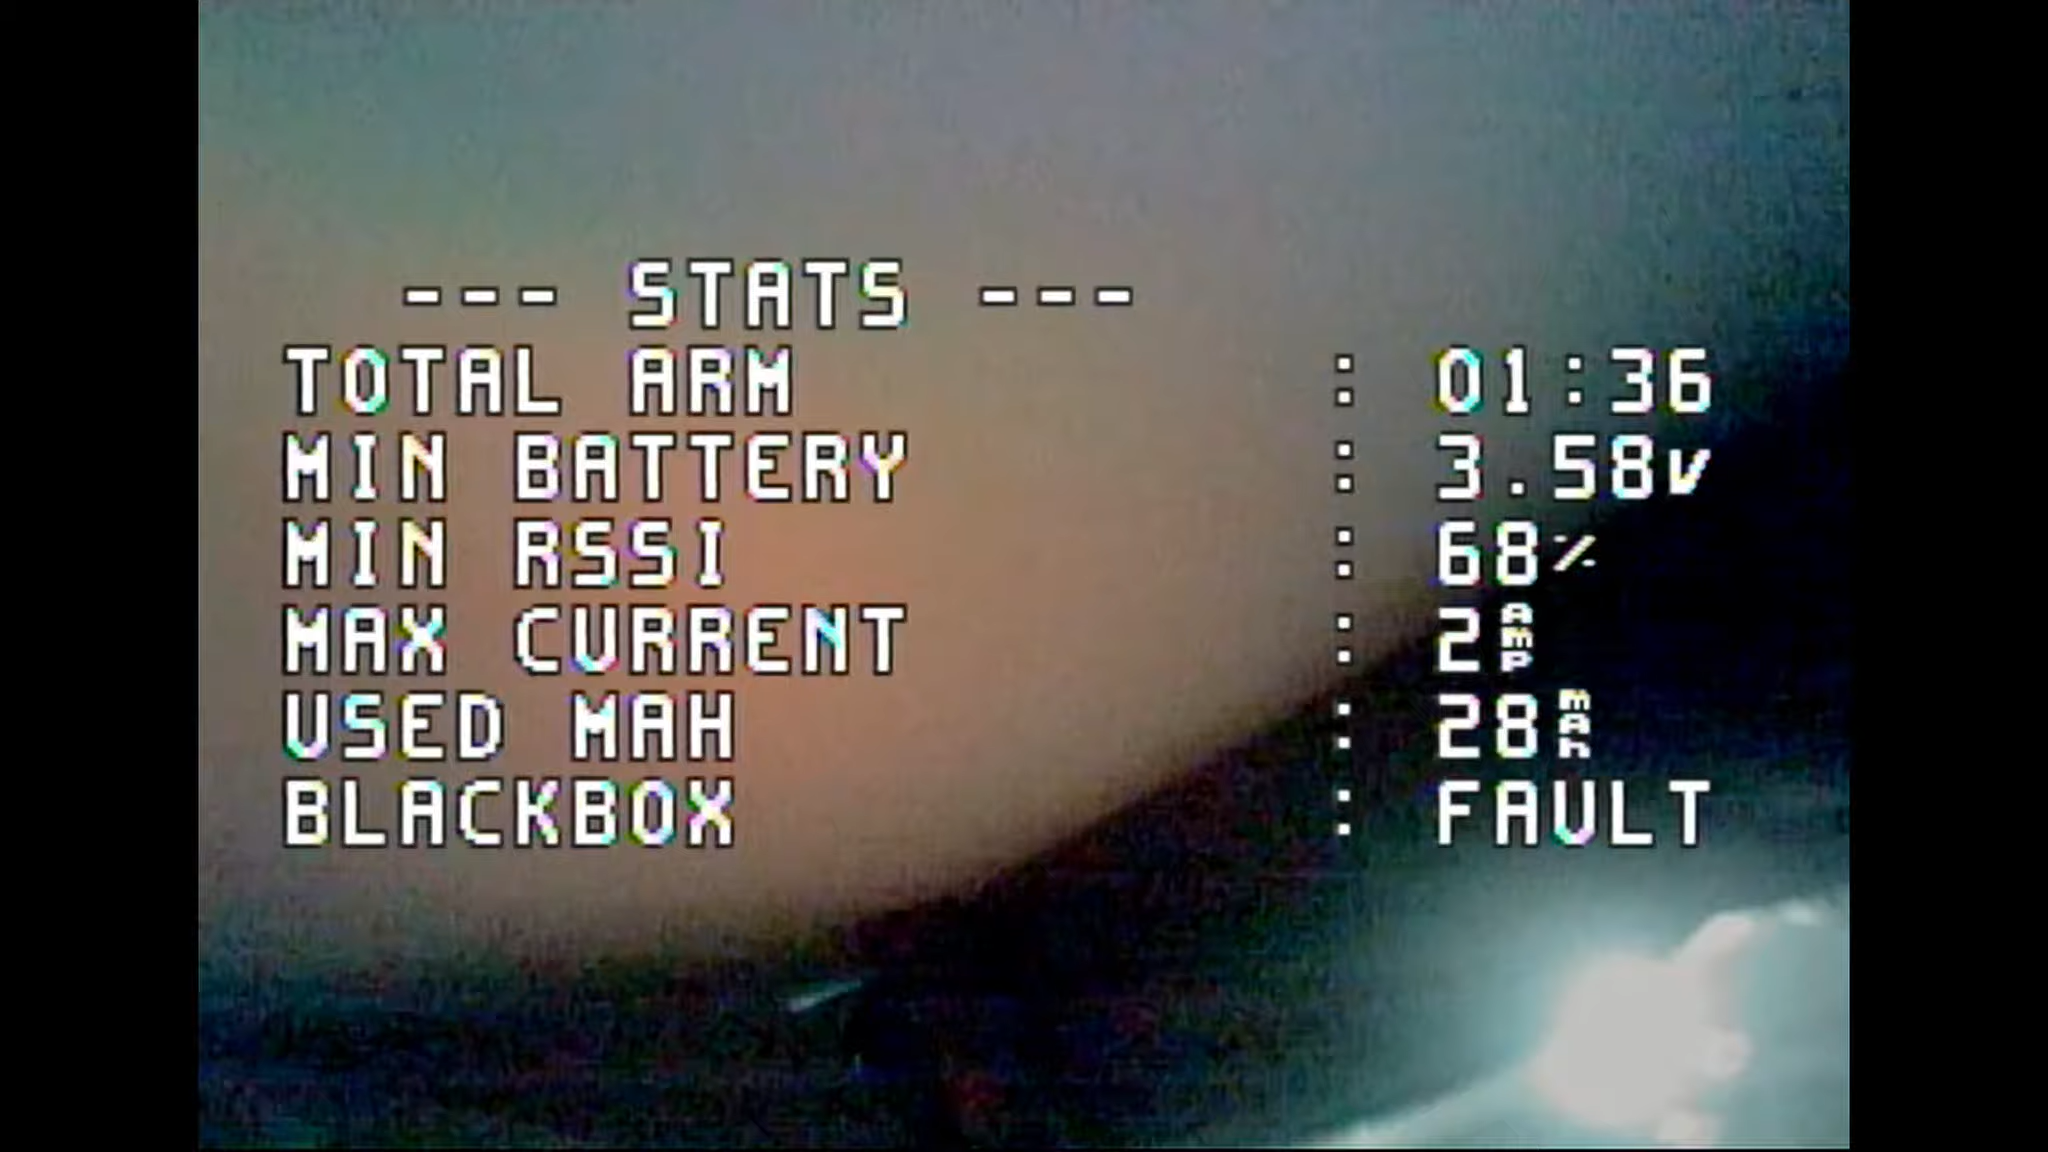 --- STATS ---
TOTAL ARM : 01:36
MIN BATTERY : 3.58V
MIN RSSI : 68%
MAX CURRENT : 2AMP
USED MAH : 28MAH
BLACKBOX : FAULT